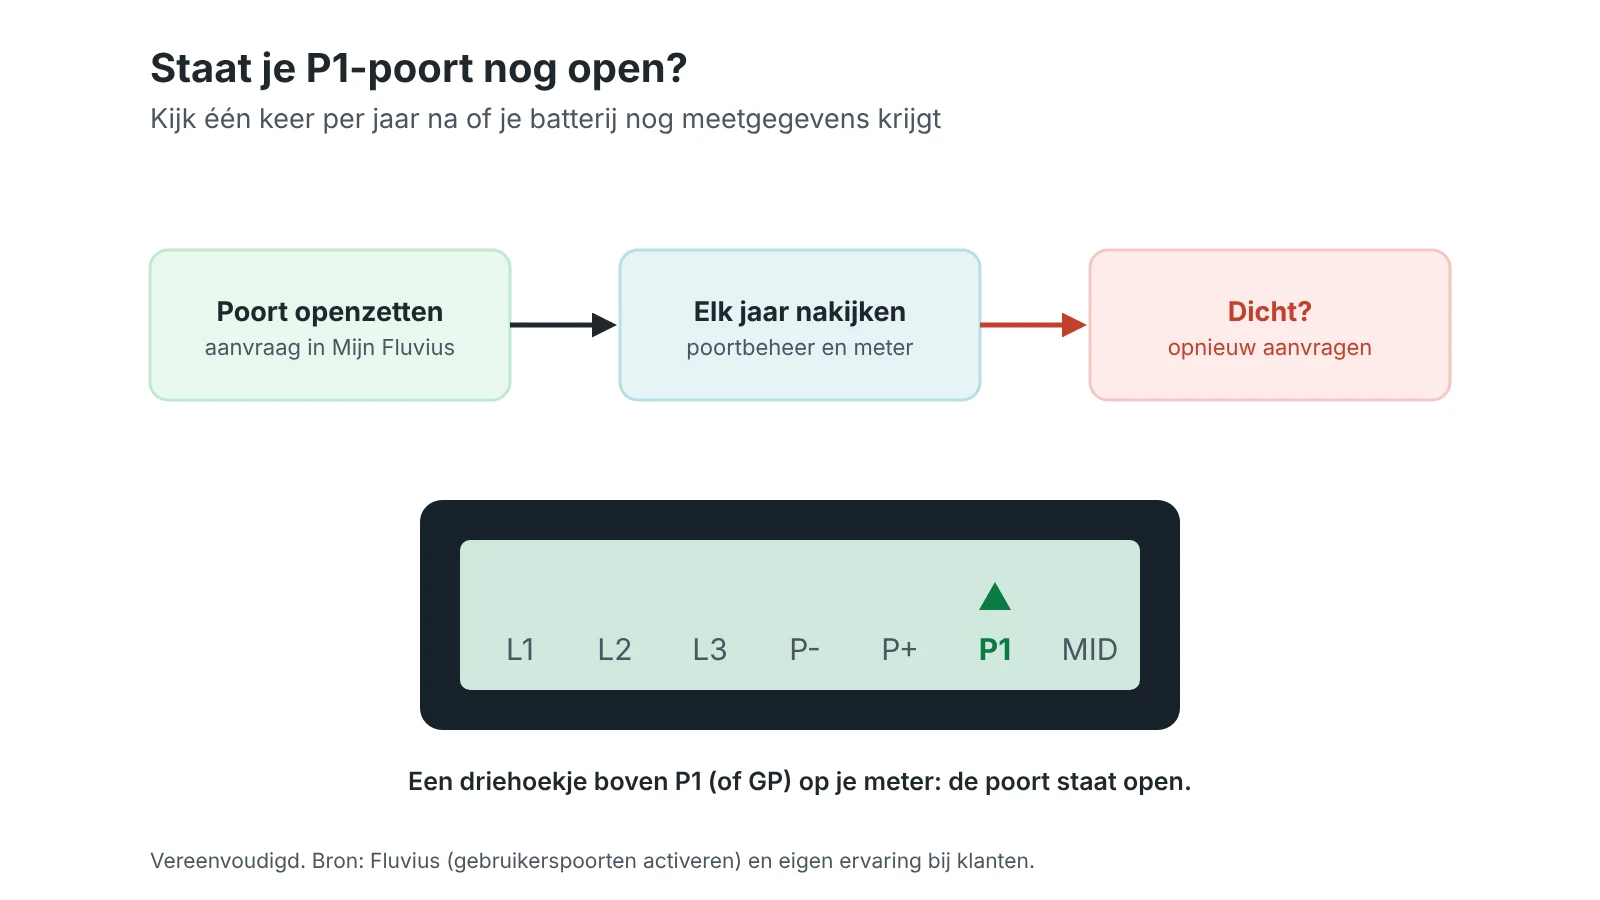 Staat je P1-poort nog open?
Kijk één keer per jaar na of je batterij nog meetgegevens krijgt
Poort openzetten
aanvraag in Mijn Fluvius
Elk jaar nakijken
poortbeheer en meter
Dicht?
opnieuw aanvragen
L1 L2 L3 P- P+ P1 MID
Een driehoekje boven P1 (of GP) op je meter: de poort staat open.
Vereenvoudigd. Bron: Fluvius (gebruikerspoorten activeren) en eigen ervaring bij klanten.